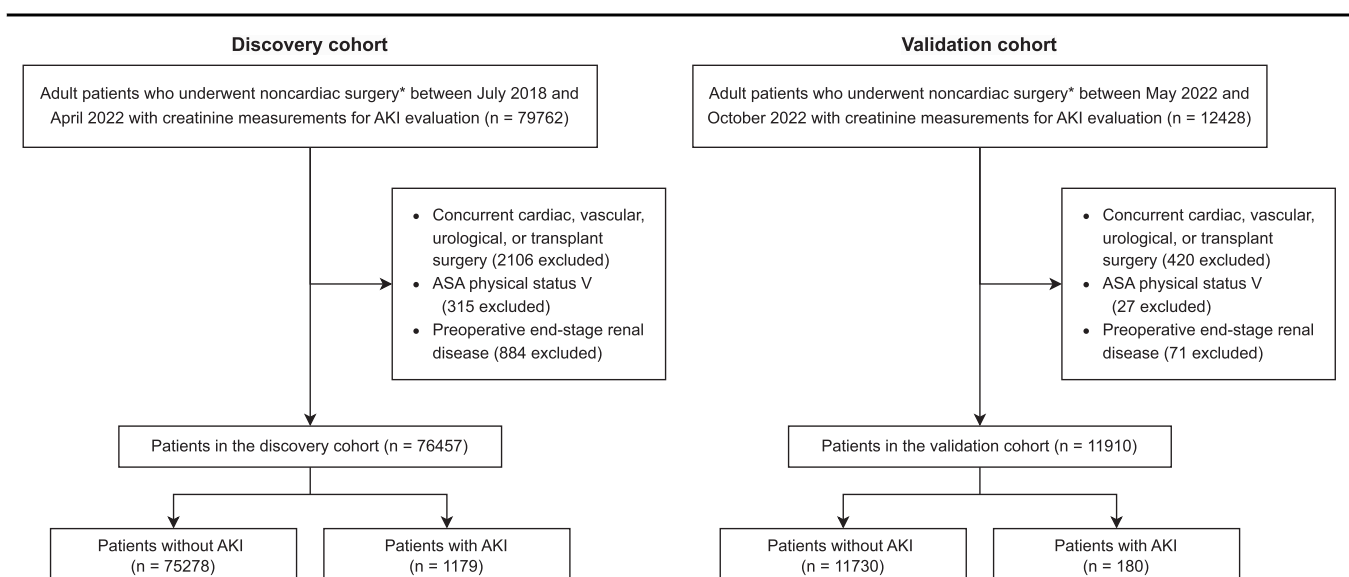 Discovery cohort
Adult patients who underwent noncardiac surgery* between July 2018 and
April 2022 with creatinine measurements for AKI evaluation (n = 79762)
• Concurrent cardiac, vascular,
urological, or transplant
surgery (2106 excluded)
• ASA physical status V
(315 excluded)
• Preoperative end-stage renal
disease (884 excluded)
Patients in the discovery cohort (n = 76457)
Patients without AKI
(n = 75278)
Patients with AKI
(n = 1179)
Validation cohort
Adult patients who underwent noncardiac surgery* between May 2022 and
October 2022 with creatinine measurements for AKI evaluation (n = 12428)
• Concurrent cardiac, vascular,
urological, or transplant
surgery (420 excluded)
• ASA physical status V
(27 excluded)
• Preoperative end-stage renal
disease (71 excluded)
Patients in the validation cohort (n = 11910)
Patients without AKI
(n = 11730)
Patients with AKI
(n = 180)